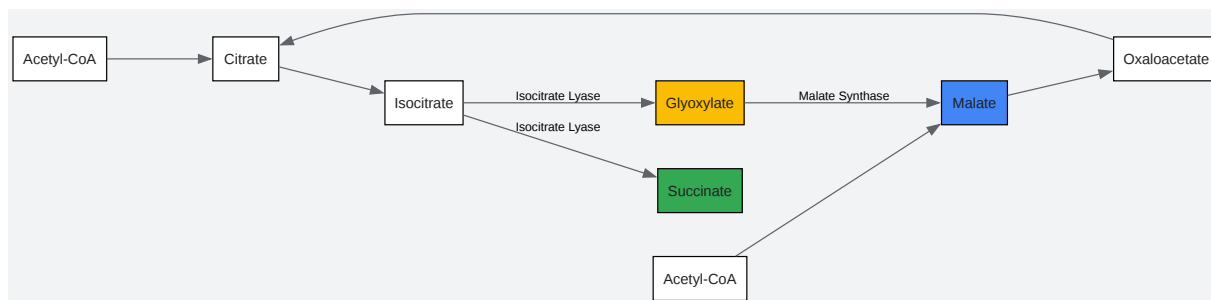 Acetyl-CoA
Citrate
Oxaloacetate
Isocitrate
Isocitrate Lyase
Glyoxylate
Malate Synthase
Malate
Isocitrate Lyase
Succinate
Acetyl-CoA